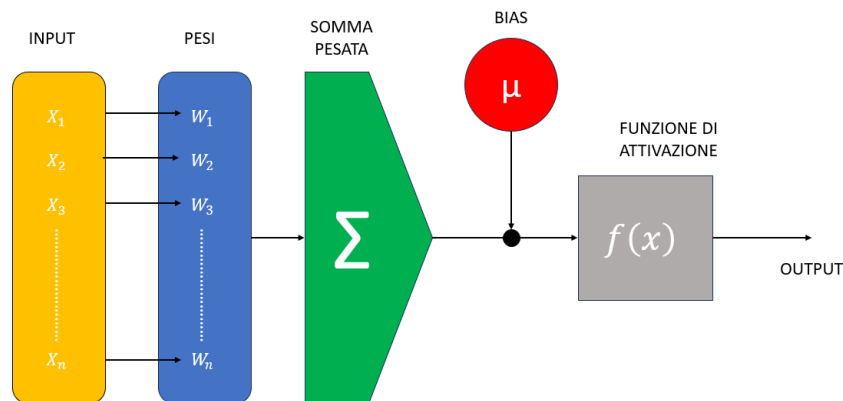 INPUT
PESI
SOMMA
PESATA
BIAS
X₁
X₂
X₃
Xₙ
W₁
W₂
W₃
Wₙ
Σ
μ
FUNZIONE DI
ATTIVAZIONE
f(x)
OUTPUT